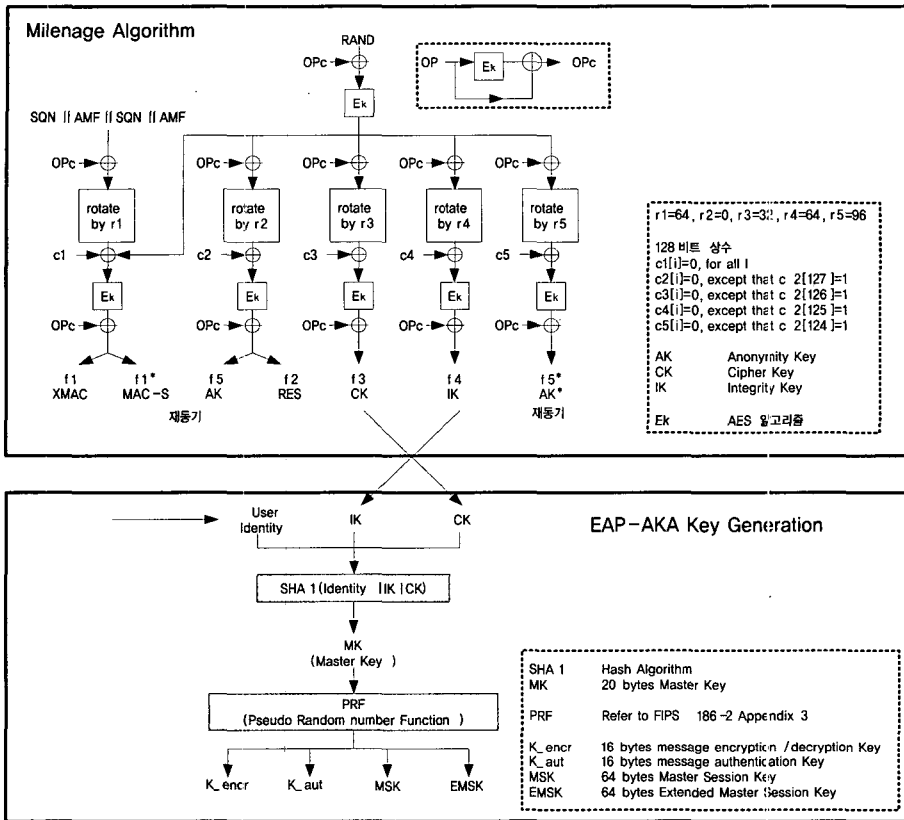 Milenage Algorithm
RAND
OPc
Ek
OP
Ek
OPc
SQN || AMF || SQN || AMF
OPc
OPc
OPc
OPc
OPc
rotate by r1
rotate by r2
rotate by r3
rotate by r4
rotate by r5
c1
c2
c3
c4
c5
Ek
Ek
Ek
Ek
Ek
OPc
OPc
OPc
OPc
OPc
f1
XMAC
f1*
MAC-S
f5
AK
f2
RES
f3
CK
f4
IK
f5*
AK*
재동기
재동기
r1=64, r2=0, r3=32, r4=64, r5=96
128 비트 상수
c1[i]=0, for all I
c2[i]=0, except that c 2[127]=1
c3[i]=0, except that c 2[126]=1
c4[i]=0, except that c 2[125]=1
c5[i]=0, except that c 2[124]=1
AK Anonymity Key
CK Cipher Key
IK Integrity Key
Ek AES 알고리즘
EAP-AKA Key Generation
User Identity
IK
CK
SHA 1(Identity |IK |CK)
MK
(Master Key )
PRF
(Pseudo Random number Function )
K_encr
K_aut
MSK
EMSK
SHA 1 Hash Algorithm
MK 20 bytes Master Key
PRF Refer to FIPS 186-2 Appendix 3
K_encr 16 bytes message encryption /decryption Key
K_aut 16 bytes message authentication Key
MSK 64 bytes Master Session Key
EMSK 64 bytes Extended Master Session Key